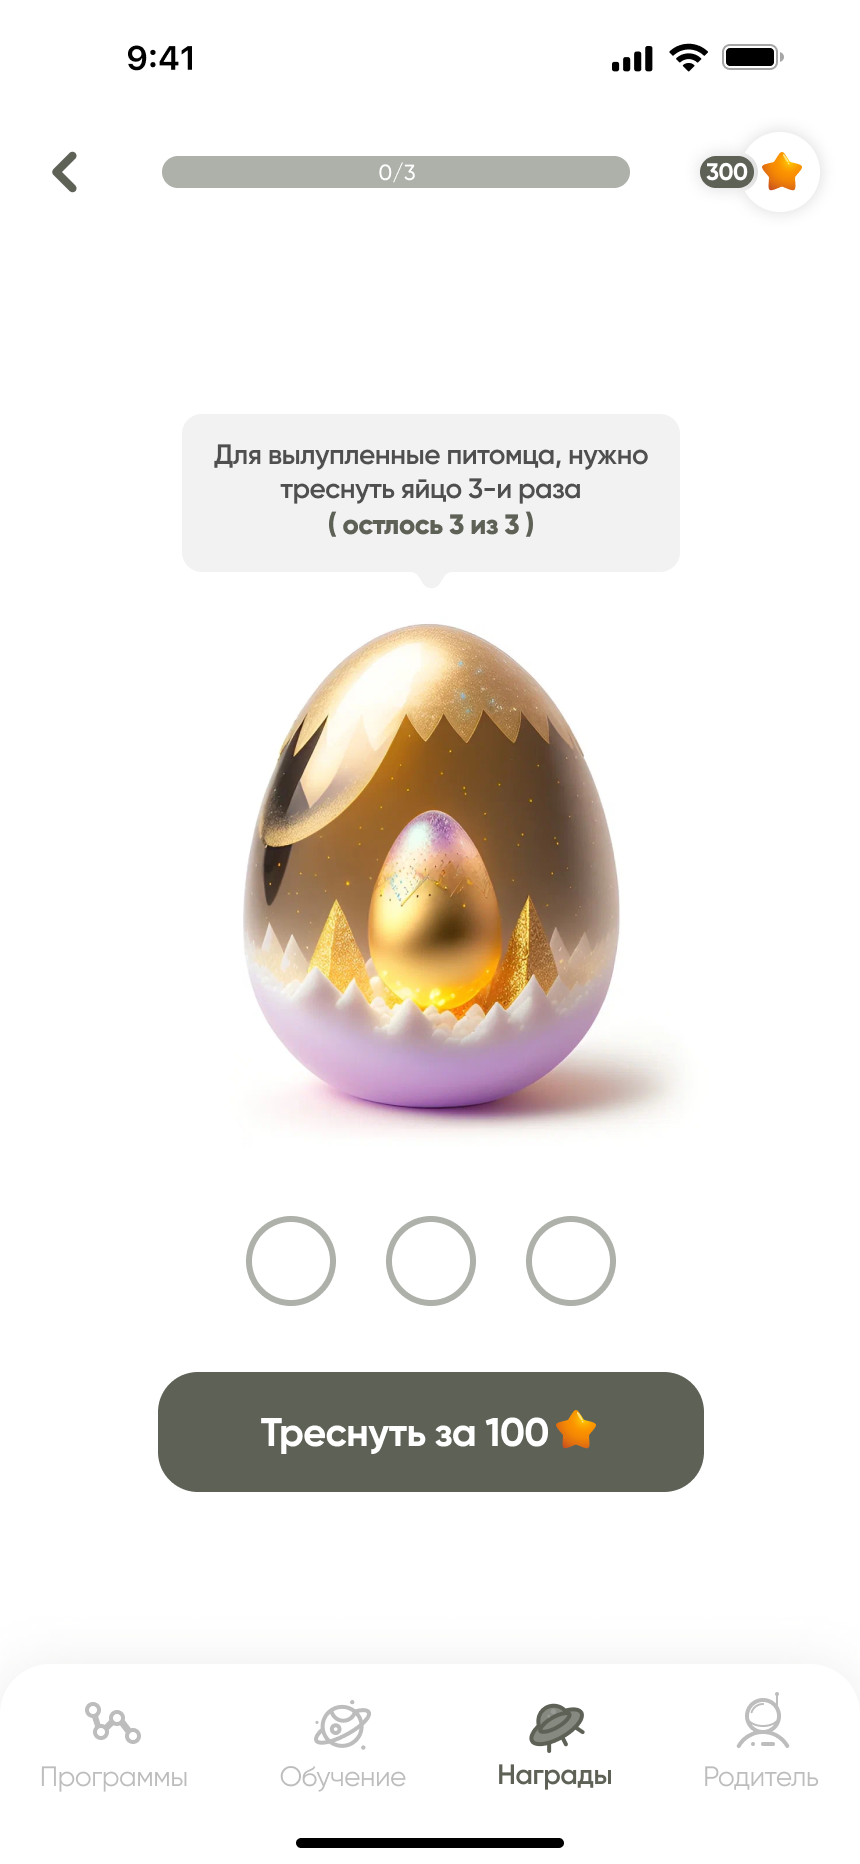 9:41
0/3
300
Для вылупленные питомца, нужно
треснуть яйцо 3-и раза
( остлось 3 из 3 )
Треснуть за 100
Программы
Обучение
Награды
Родитель